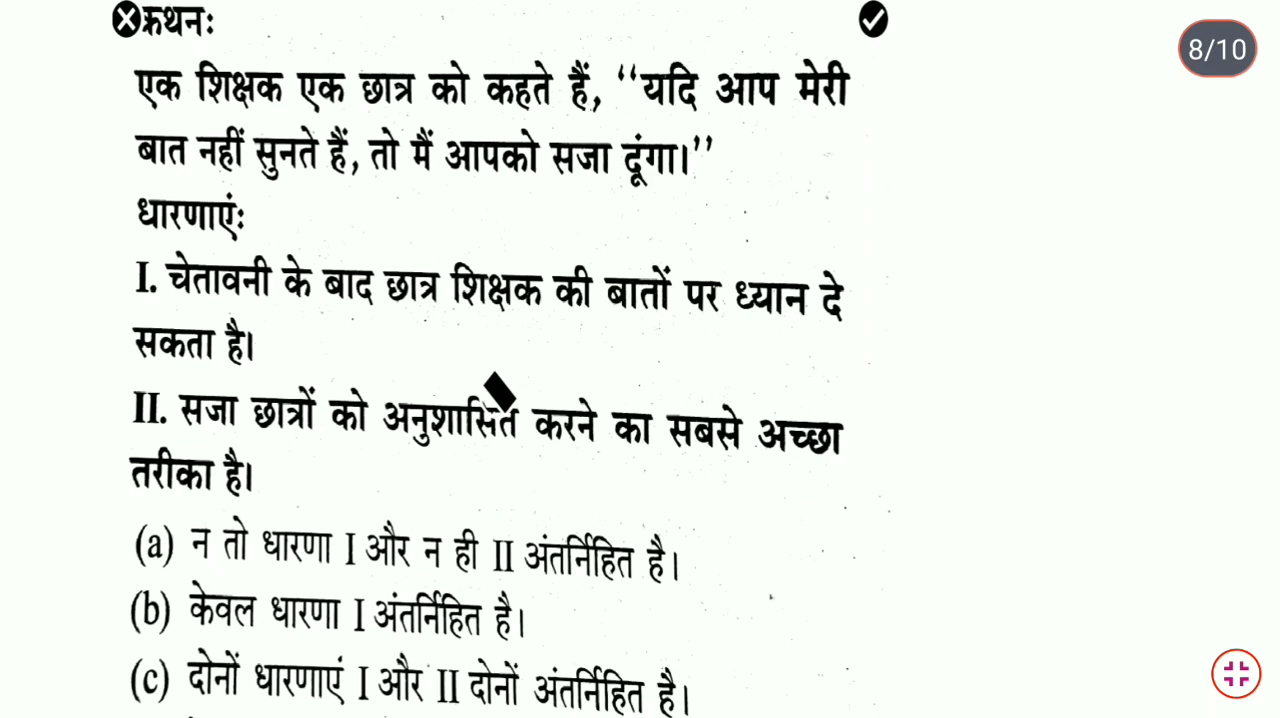 कथनः
8/10
एक शिक्षक एक छात्र को कहते हैं, ‘‘यदि आप मेरी
बात नहीं सुनते हैं, तो मैं आपको सजा दूंगा।’’
धारणाएंः
I. चेतावनी के बाद छात्र शिक्षक की बातों पर ध्यान दे
सकता है।
II. सजा छात्रों को अनुशासित करने का सबसे अच्छा
तरीका है।
(a) न तो धारणा I और न ही II अंतर्निहित है।
(b) केवल धारणा I अंतर्निहित है।
(c) दोनों धारणाएं I और II दोनों अंतर्निहित है।